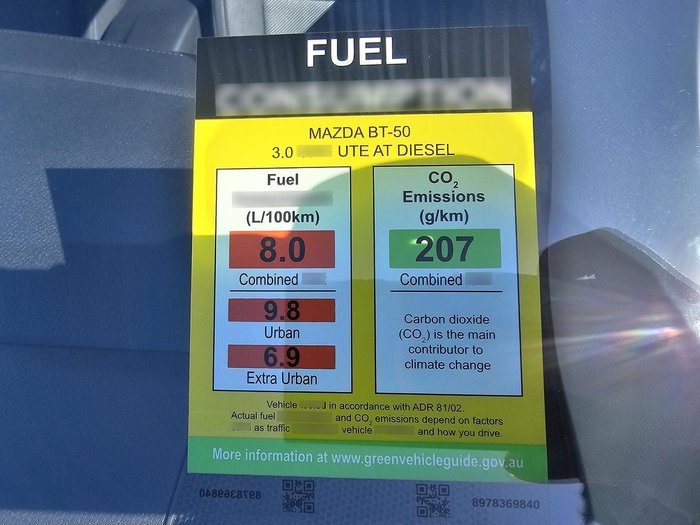 FUEL
MAZDA BT-50
3.0 UTE AT DIESEL
Fuel
(L/100km)
8.0
Combined
9.8
Urban
6.9
Extra Urban
CO2
Emissions
(g/km)
207
Combined
Carbon dioxide
(CO2) is the main
contributor to
climate change
Vehicle in accordance with ADR 81/02.
Actual fuel and CO2 emissions depend on factors
as traffic vehicle and how you drive.
More information at www.greenvehicleguide.gov.au
8978369840
8978369840